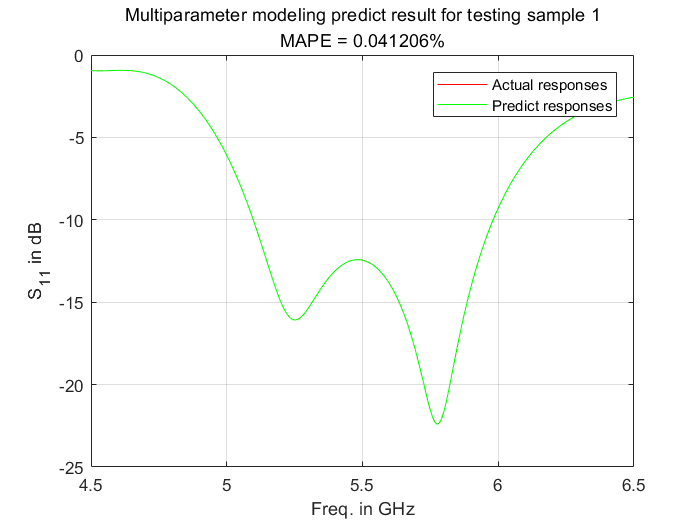 Multiparameter modeling predict result for testing sample 1
MAPE = 0.041206%
Actual responses
Predict responses
0
-5
-10
-15
-20
-25
S11 in dB
4.5
5
5.5
6
6.5
Freq. in GHz